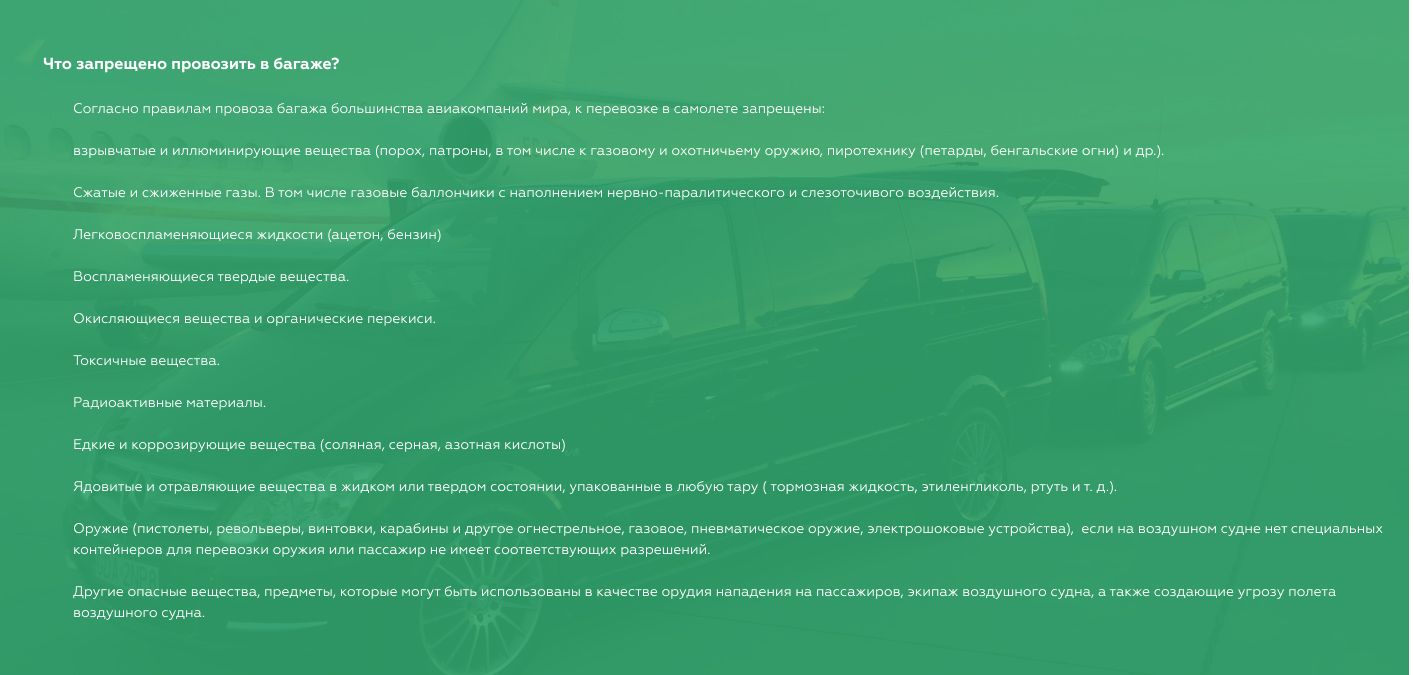 Что запрещено провозить в багаже?
Согласно правилам провоза багажа большинства авиакомпаний мира, к перевозке в самолете запрещены:
взрывчатые и иллюминирующие вещества (порох, патроны, в том числе к газовому и охотничьему оружию, пиротехнику (петарды, бенгальские огни) и др.).
Сжатые и сжиженные газы. В том числе газовые баллончики с наполнением нервно-паралитического и слезоточивого воздействия.
Легковоспламеняющиеся жидкости (ацетон, бензин)
Воспламеняющиеся твердые вещества.
Окисляющиеся вещества и органические перекиси.
Токсичные вещества.
Радиоактивные материалы.
Едкие и коррозирующие вещества (соляная, серная, азотная кислоты)
Ядовитые и отравляющие вещества в жидком или твердом состоянии, упакованные в любую тару ( тормозная жидкость, этиленгликоль, ртуть и т. д.).
Оружие (пистолеты, револьверы, винтовки, карабины и другое огнестрельное, газовое, пневматическое оружие, электрошоковые устройства),  если на воздушном судне нет специальных
контейнеров для перевозки оружия или пассажир не имеет соответствующих разрешений.
Другие опасные вещества, предметы, которые могут быть использованы в качестве орудия нападения на пассажиров, экипаж воздушного судна, а также создающие угрозу полета
воздушного судна.